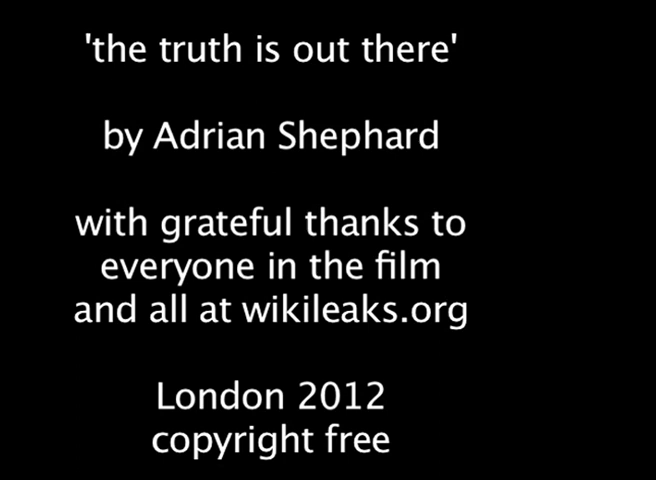 'the truth is out there'
by Adrian Shephard
with grateful thanks to
everyone in the film
and all at wikileaks.org
London 2012
copyright free